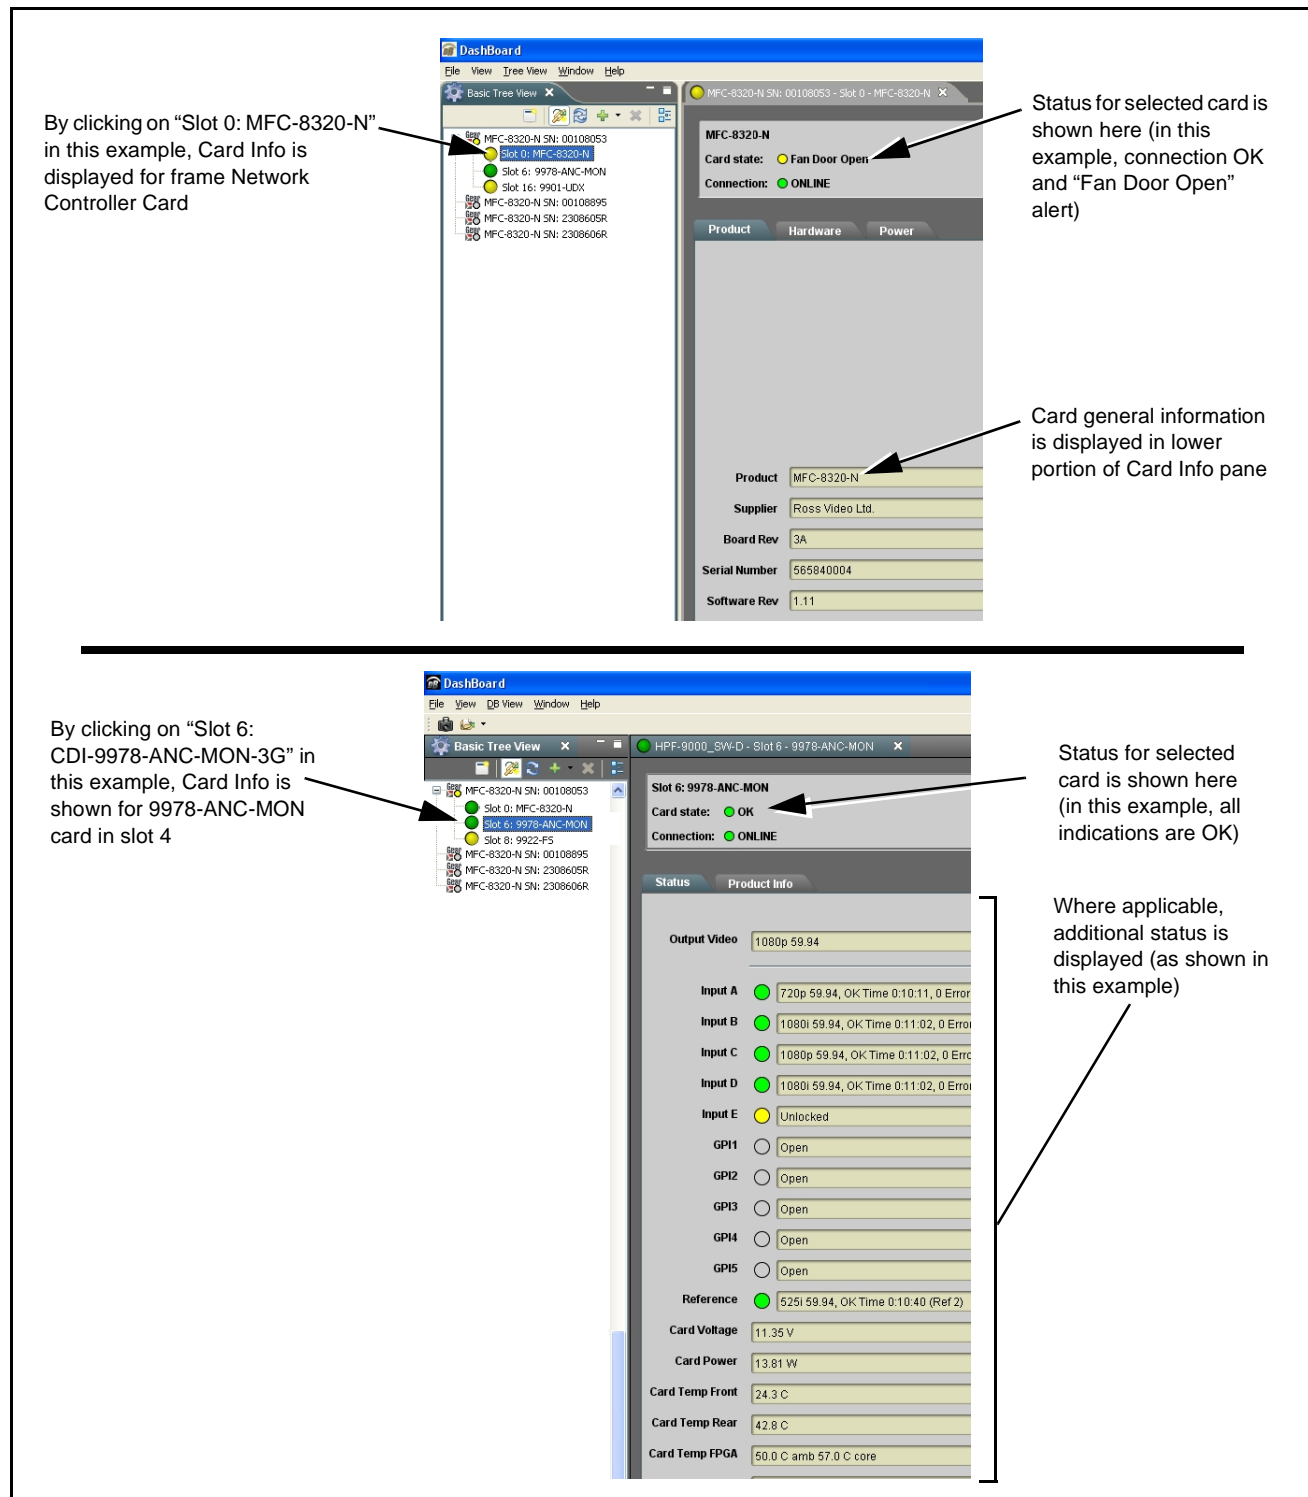 DashBoard
File View Tree View Window Help
Basic Tree View
MFC-8320-N SN: 00108053 - Slot 0 - MFC-8320-N
By clicking on “Slot 0: MFC-8320-N”
in this example, Card Info is
displayed for frame Network
Controller Card
Gear MFC-8320-N SN: 00108053
Slot 0: MFC-8320-N
Slot 6: 9978-ANC-MON
Slot 16: 9901-UDX
Gear MFC-8320-N SN: 00108895
Gear MFC-8320-N SN: 2308605R
Gear MFC-8320-N SN: 2308606R
MFC-8320-N
Card state: Fan Door Open
Connection: ONLINE
Status for selected card is
shown here (in this
example, connection OK
and “Fan Door Open”
alert)
Product Hardware Power
Card general information
is displayed in lower
portion of Card Info pane
Product MFC-8320-N
Supplier Ross Video Ltd.
Board Rev 3A
Serial Number 565840004
Software Rev 1.11
DashBoard
File View DB View Window Help
Basic Tree View
HPF-9000_SW-D - Slot 6 - 9978-ANC-MON
By clicking on “Slot 6:
CDI-9978-ANC-MON-3G” in
this example, Card Info is
shown for 9978-ANC-MON
card in slot 4
Gear MFC-8320-N SN: 00108053
Slot 0: MFC-8320-N
Slot 6: 9978-ANC-MON
Slot 8: 9922-FS
Gear MFC-8320-N SN: 00108895
Gear MFC-8320-N SN: 2308605R
Gear MFC-8320-N SN: 2308606R
Slot 6: 9978-ANC-MON
Card state: OK
Connection: ONLINE
Status for selected
card is shown here
(in this example, all
indications are OK)
Status Product Info
Where applicable,
additional status is
displayed (as shown in
this example)
Output Video 1080p 59.94
Input A 720p 59.94, OK Time 0:10:11, 0 Error
Input B 1080i 59.94, OK Time 0:11:02, 0 Erro
Input C 1080p 59.94, OK Time 0:11:02, 0 Erro
Input D 1080i 59.94, OK Time 0:11:02, 0 Erro
Input E Unlocked
GPI1 Open
GPI2 Open
GPI3 Open
GPI4 Open
GPI5 Open
Reference 525i 59.94, OK Time 0:10:40 (Ref 2)
Card Voltage 11.35 V
Card Power 13.81 W
Card Temp Front 24.3 C
Card Temp Rear 42.8 C
Card Temp FPGA 50.0 C amb 57.0 C core